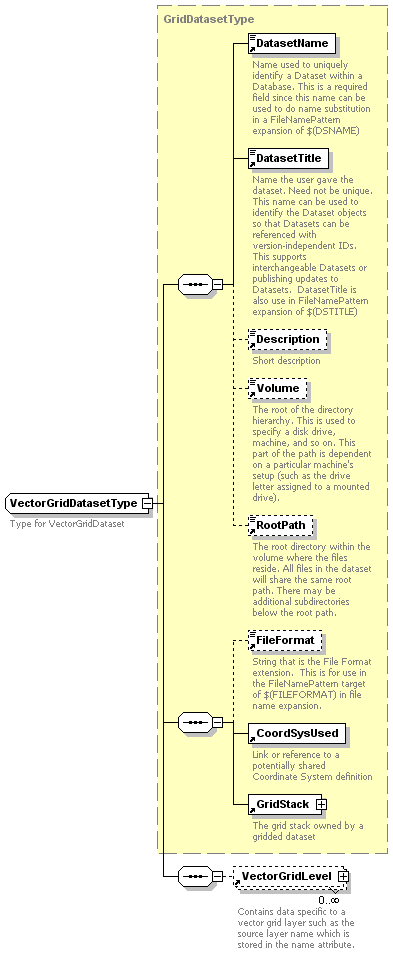 GridDatasetType
DatasetName
Name used to uniquely
identify a Dataset within a
Database. This is a required
field since this name can be
used to do name substitution
in a FileNamePattern
expansion of $(DSNAME)
DatasetTitle
Name the user gave the
dataset. Need not be unique.
This name can be used to
identify the Dataset objects
so that Datasets can be
referenced with
version-independent IDs.
This supports
interchangeable Datasets or
publishing updates to
Datasets.  DatasetTitle is
also use in FileNamePattern
expansion of $(DSTITLE)
Description
Short description
Volume
The root of the directory
hierarchy. This is used to
specify a disk drive,
machine, and so on. This
part of the path is dependent
on a particular machine's
setup (such as the drive
letter assigned to a mounted
drive).
VectorGridDatasetType
Type for VectorGridDataset
RootPath
The root directory within the
volume where the files
reside. All files in the dataset
will share the same root
path. There may be
additional subdirectories
below the root path.
FileFormat
String that is the File Format
extension.  This is for use in
the FileNamePattern target
of $(FILEFORMAT) in file
name expansion.
CoordSysUsed
Link or reference to a
potentially shared
Coordinate System definition
GridStack
The grid stack owned by a
gridded dataset
VectorGridLevel
0..∞
Contains data specific to a
vector grid layer such as the
source layer name which is
stored in the name attribute.